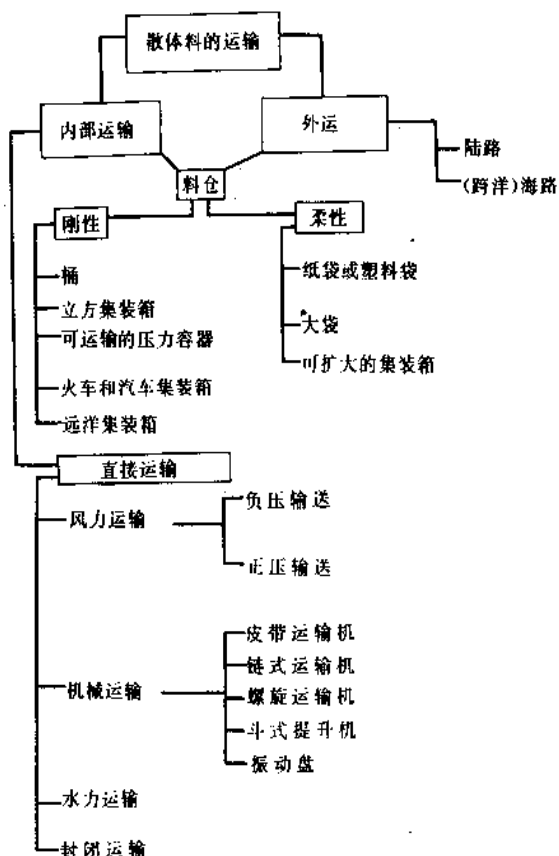 散体料的运输
内部运输
外运
陆路
(跨洋)海路
料仓
刚性
柔性
桶
立方集装箱
可运输的压力容器
火车和汽车集装箱
远洋集装箱
纸袋或塑料袋
大袋
可扩大的集装箱
直接运输
风力运输
负压输送
正压输送
机械运输
皮带运输机
链式运输机
螺旋运输机
斗式提升机
振动盘
水力运输
封闭运输